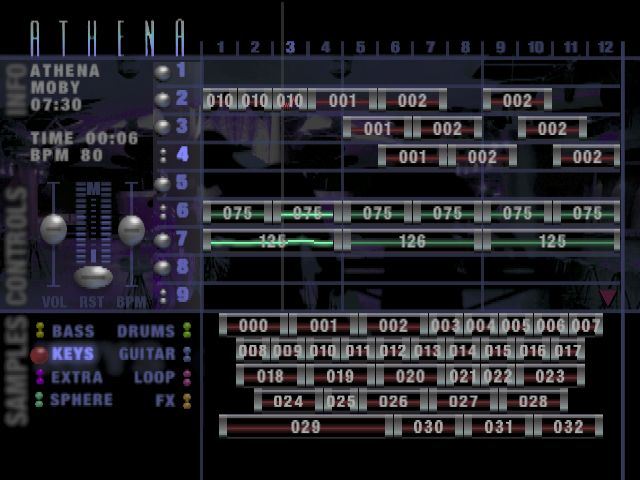 ATHENA
1 2 3 4 5 6 7 8 9 10 11 12
INFO
ATHENA
MOBY
07:30
TIME 00:06
BPM 80
1
2 010 010 010 001 002 002
3 001 002 002
4 001 002 002
5
CONTROLS
M
6 075 075 075 075 075 075
7 125 126 125
8
VOL RST BPM 9
SAMPLES
BASS DRUMS 000 001 002 003 004 005 006 007
KEYS GUITAR 008 009 010 011 012 013 014 015 016 017
EXTRA LOOP 018 019 020 021 022 023
SPHERE FX 024 025 026 027 028
029 030 031 032